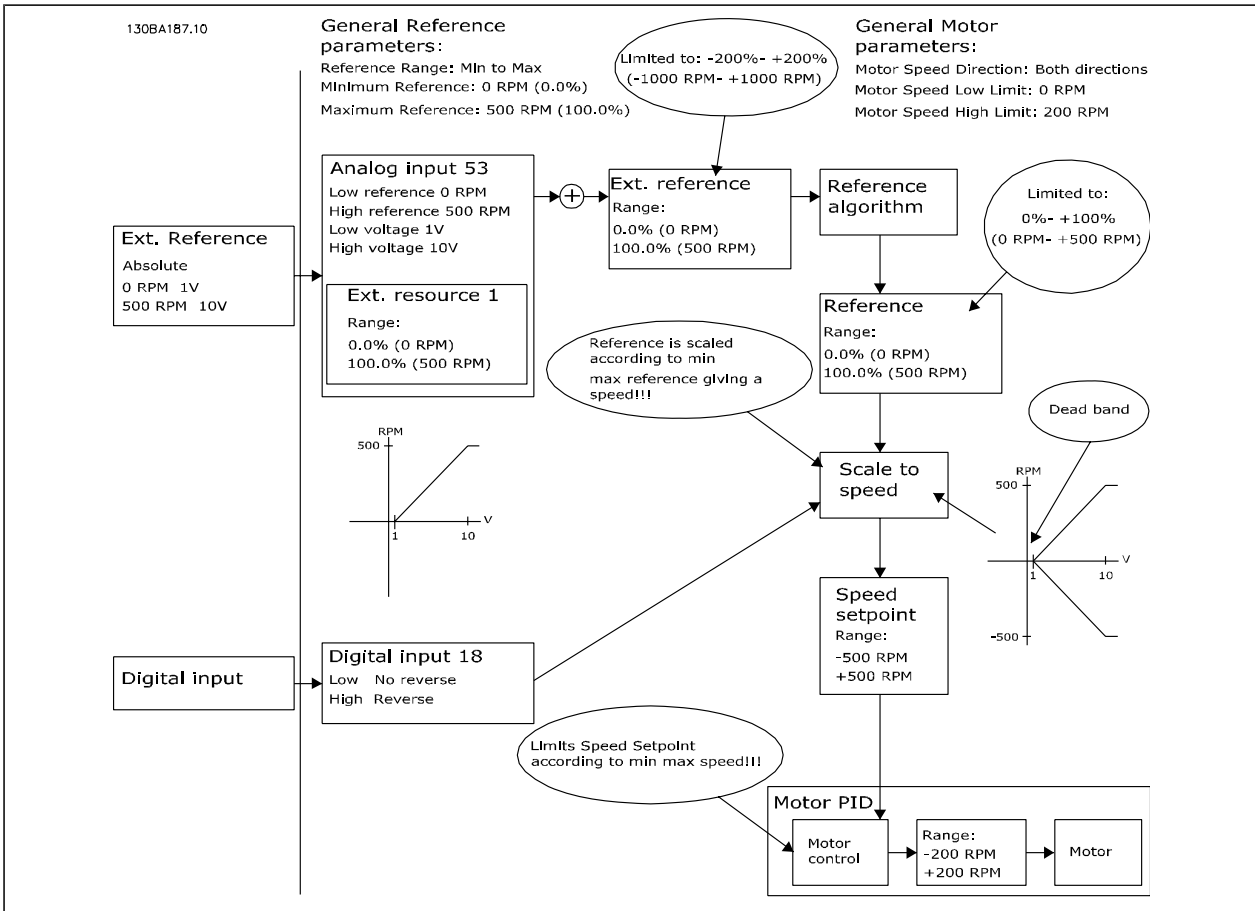 130BA187.10
General Reference
parameters:
Reference Range: Min to Max
Minimum Reference: 0 RPM (0.0%)
Maximum Reference: 500 RPM (100.0%)
Limited to: -200%- +200%
(-1000 RPM- +1000 RPM)
General Motor
parameters:
Motor Speed Direction: Both directions
Motor Speed Low Limit: 0 RPM
Motor Speed High Limit: 200 RPM
Ext. Reference
Absolute
0 RPM 1V
500 RPM 10V
Analog input 53
Low reference 0 RPM
High reference 500 RPM
Low voltage 1V
High voltage 10V
Ext. resource 1
Range:
0.0% (0 RPM)
100.0% (500 RPM)
+
Ext. reference
Range:
0.0% (0 RPM)
100.0% (500 RPM)
Reference
algorithm
Limited to:
0%- +100%
(0 RPM- +500 RPM)
Reference
Range:
0.0% (0 RPM)
100.0% (500 RPM)
Reference is scaled
according to min
max reference giving a
speed!!!
Dead band
RPM
500
V
1
10
Scale to
speed
RPM
500
V
1
10
-500
Speed
setpoint
Range:
-500 RPM
+500 RPM
Digital input
Digital input 18
Low No reverse
High Reverse
Limits Speed Setpoint
according to min max speed!!!
Motor PID
Motor
control
Range:
-200 RPM
+200 RPM
Motor